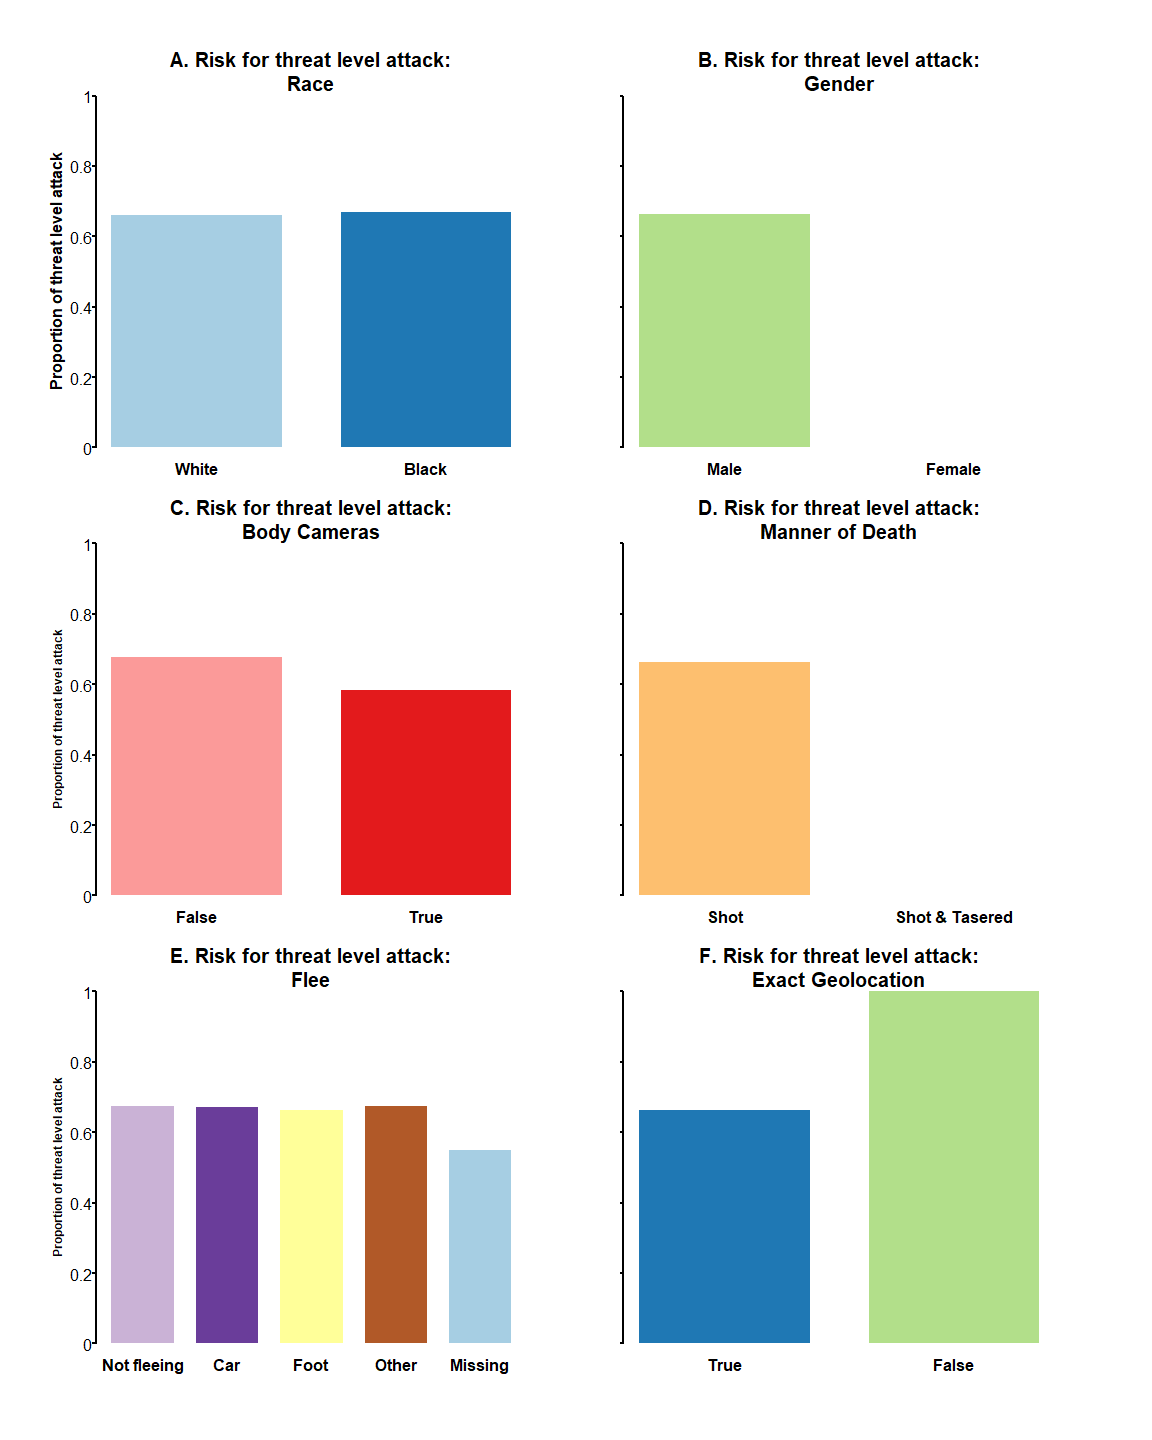 A. Risk for threat level attack:
Race
Proportion of threat level attack
1
0.8
0.6
0.4
0.2
0
White
Black
B. Risk for threat level attack:
Gender
Male
Female
C. Risk for threat level attack:
Body Cameras
Proportion of threat level attack
1
0.8
0.6
0.4
0.2
0
False
True
D. Risk for threat level attack:
Manner of Death
Shot
Shot & Tasered
E. Risk for threat level attack:
Flee
Proportion of threat level attack
1
0.8
0.6
0.4
0.2
0
Not fleeing
Car
Foot
Other
Missing
F. Risk for threat level attack:
Exact Geolocation
True
False